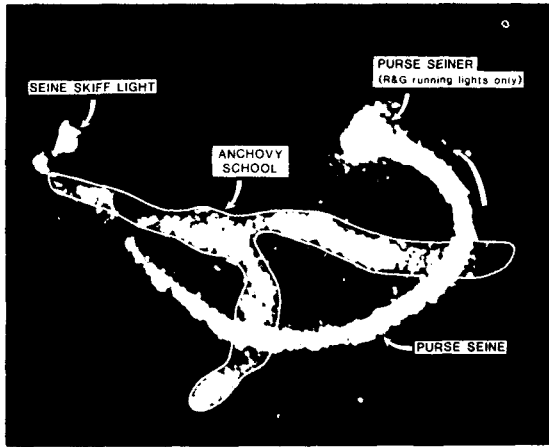 PURSE SEINER
(R&G running lights only)
SEINE SKIFF LIGHT
ANCHOVY
SCHOOL
PURSE SEINE